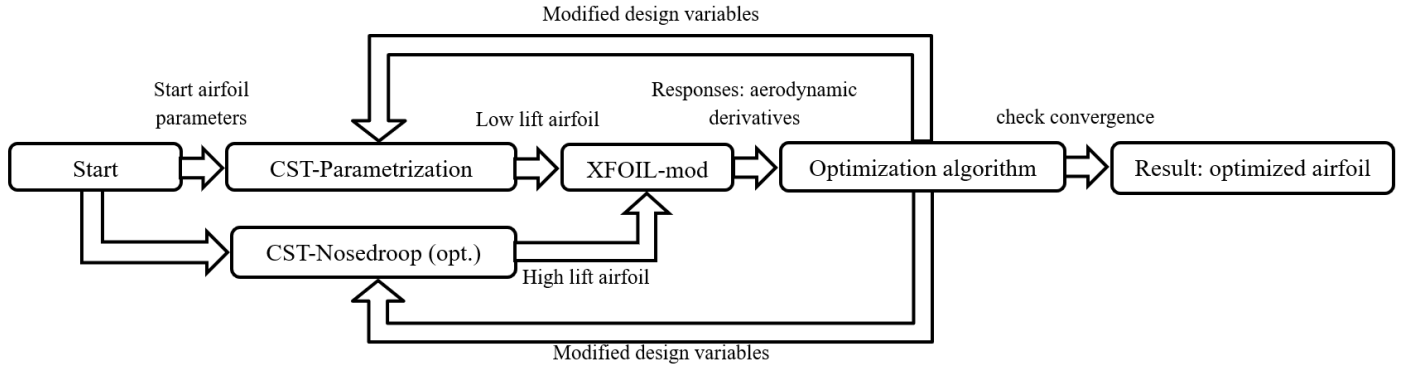 Modified design variables
Start airfoil
parameters
Low lift airfoil
Responses: aerodynamic
derivatives
check convergence
Start
CST-Parametrization
XFOIL-mod
Optimization algorithm
Result: optimized airfoil
CST-Nosedroop (opt.)
High lift airfoil
Modified design variables